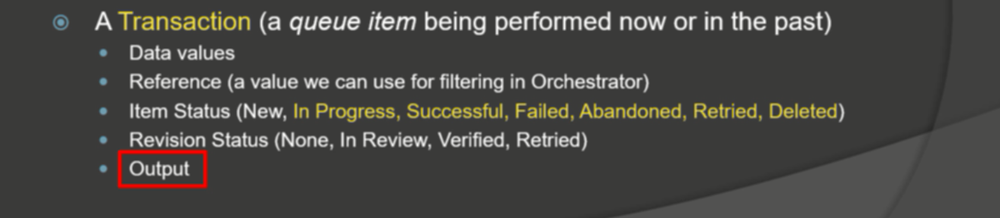 A Transaction (a queue item being performed now or in the past)
Data values
Reference (a value we can use for filtering in Orchestrator)
Item Status (New, In Progress, Successful, Failed, Abandoned, Retried, Deleted)
Revision Status (None, In Review, Verified, Retried)
Output